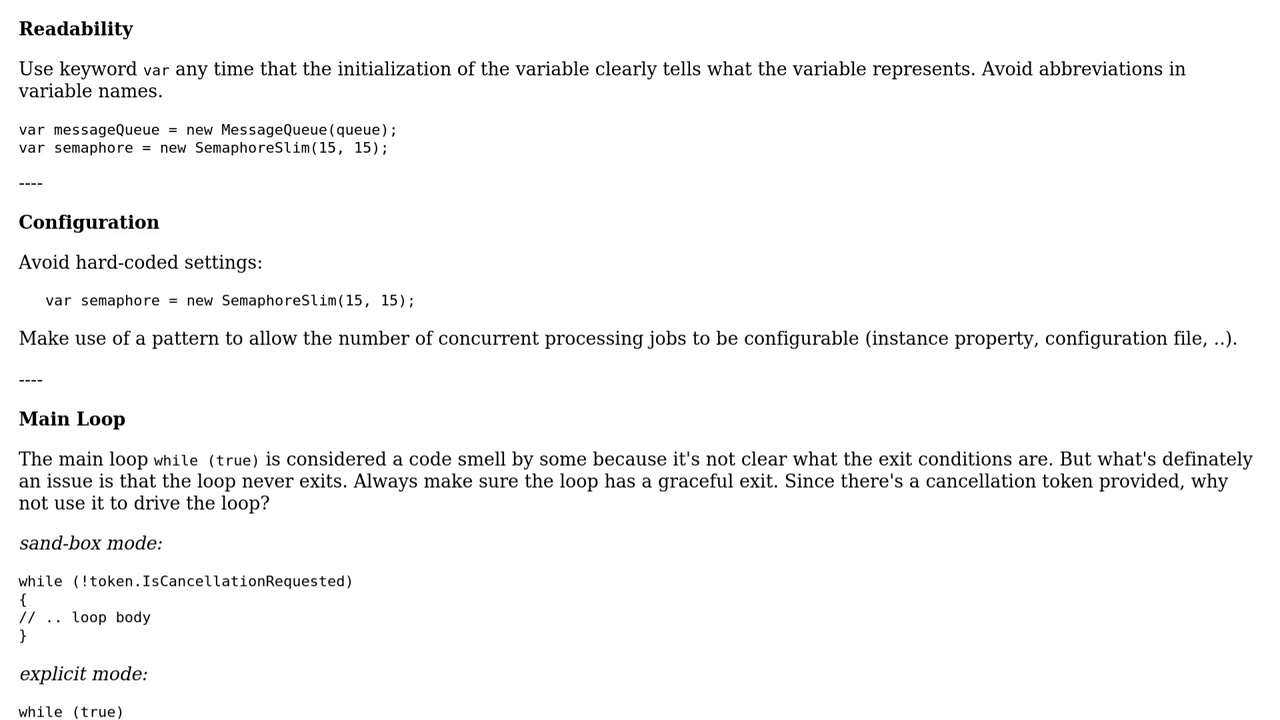 Readability
Use keyword var any time that the initialization of the variable clearly tells what the variable represents. Avoid abbreviations in
variable names.
var messageQueue = new MessageQueue(queue);
var semaphore = new SemaphoreSlim(15, 15);
----
Configuration
Avoid hard-coded settings:
var semaphore = new SemaphoreSlim(15, 15);
Make use of a pattern to allow the number of concurrent processing jobs to be configurable (instance property, configuration file, ..).
----
Main Loop
The main loop while (true) is considered a code smell by some because it's not clear what the exit conditions are. But what's definately
an issue is that the loop never exits. Always make sure the loop has a graceful exit. Since there's a cancellation token provided, why
not use it to drive the loop?
sand-box mode:
while (!token.IsCancellationRequested)
{
// .. loop body
}
explicit mode:
while (true)